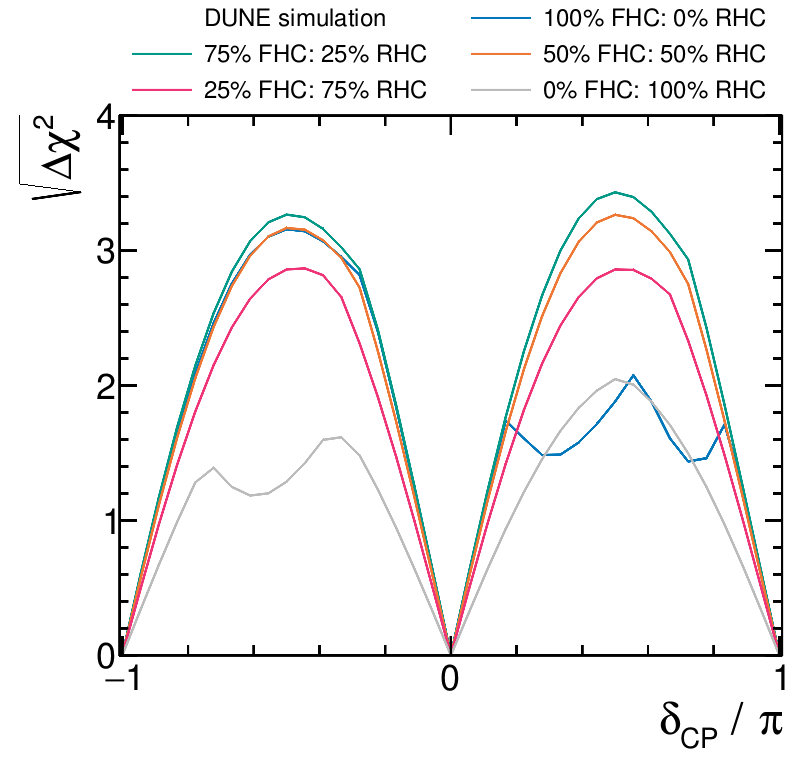 DUNE simulation
100% FHC: 0% RHC
75% FHC: 25% RHC
50% FHC: 50% RHC
25% FHC: 75% RHC
0% FHC: 100% RHC
√Δχ²
4
3
2
1
0
−1
0
1
δCP / π